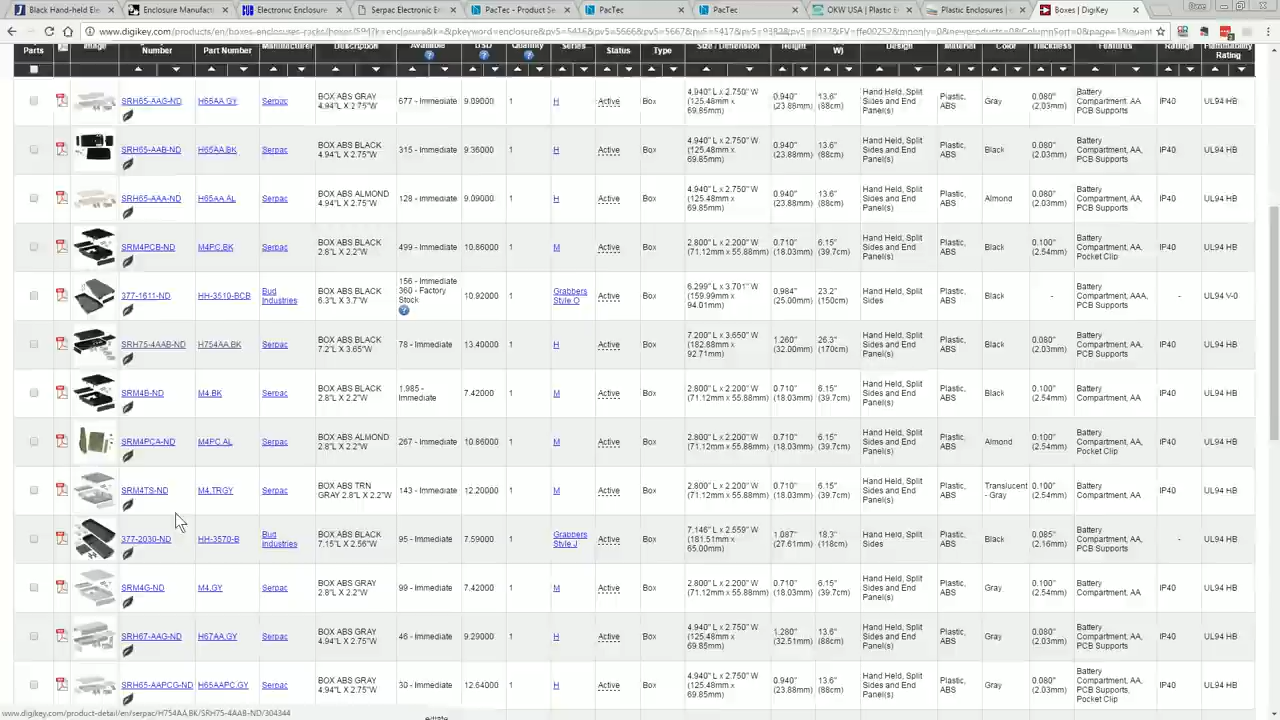 Black Hand-held Ele
Enclosure Manufact
Electronic Enclosure
Serpac Electronic E
PacTec - Product Se
PacTec
PacTec
OKW USA | Plastic E
Plastic Enclosures | C
Boxes | DigiKey
Parts Image Number Part Number Manufacturer Description Available USD Quantity Series Status Type Size / Dimension Height W) Design Material Color Thickness Features Ratings Flammability Rating
SRH65-AAG-ND H65AA,GY Serpac BOX ABS GRAY 4.94"L X 2.75"W 677 - Immediate 9.09000 1 H Active Box 4.940" L x 2.750" W (125.48mm x 69.85mm) 0.940" (23.88mm) 13.6" (88cm) Hand Held, Split Sides and End Panel(s) Plastic, ABS Gray 0.080" (2.03mm) Battery Compartment, AA, PCB Supports IP40 UL94 HB
SRH65-AAB-ND H65AA,BK Serpac BOX ABS BLACK 4.94"L X 2.75"W 315 - Immediate 9.36000 1 H Active Box 4.940" L x 2.750" W (125.48mm x 69.85mm) 0.940" (23.88mm) 13.6" (88cm) Hand Held, Split Sides and End Panel(s) Plastic, ABS Black 0.080" (2.03mm) Battery Compartment, AA, PCB Supports IP40 UL94 HB
SRH65-AAA-ND H65AA,AL Serpac BOX ABS ALMOND 4.94"L X 2.75"W 128 - Immediate 9.09000 1 H Active Box 4.940" L x 2.750" W (125.48mm x 69.85mm) 0.940" (23.88mm) 13.6" (88cm) Hand Held, Split Sides and End Panel(s) Plastic, ABS Almond 0.080" (2.03mm) Battery Compartment, AA, PCB Supports IP40 UL94 HB
SRM4PCB-ND M4PC,BK Serpac BOX ABS BLACK 2.8"L X 2.2"W 499 - Immediate 10.86000 1 M Active Box 2.800" L x 2.200" W (71.12mm x 55.88mm) 0.710" (18.03mm) 6.15" (39.7cm) Hand Held, Split Sides and End Panel(s) Plastic, ABS Black 0.100" (2.54mm) Battery Compartment, AA, Pocket Clip IP40 UL94 HB
377-1611-ND HH-3510-BCB Bud Industries BOX ABS BLACK 6.3"L X 3.7"W 156 - Immediate 360 - Factory Stock 10.92000 1 Grabbers Style O Active Box 6.299" L x 3.701" W (159.99mm x 94.01mm) 0.984" (25.00mm) 23.2" (150cm) Hand Held, Split Sides Plastic, ABS Black - Battery Compartment, AAA, PCB Supports - UL94 V-0
SRH75-4AAB-ND H754AA,BK Serpac BOX ABS BLACK 7.2"L X 3.65"W 78 - Immediate 13.40000 1 H Active Box 7.200" L x 3.650" W (182.88mm x 92.71mm) 1.260" (32.00mm) 26.3" (170cm) Hand Held, Split Sides and End Panel(s) Plastic, ABS Black 0.080" (2.03mm) Battery Compartment, AA, PCB Supports IP40 UL94 HB
SRM4B-ND M4,BK Serpac BOX ABS BLACK 2.8"L X 2.2"W 1,985 - Immediate 7.42000 1 M Active Box 2.800" L x 2.200" W (71.12mm x 55.88mm) 0.710" (18.03mm) 6.15" (39.7cm) Hand Held, Split Sides and End Panel(s) Plastic, ABS Black 0.100" (2.54mm) Battery Compartment, AA IP40 UL94 HB
SRM4PCA-ND M4PC,AL Serpac BOX ABS ALMOND 2.8"L X 2.2"W 267 - Immediate 10.86000 1 M Active Box 2.800" L x 2.200" W (71.12mm x 55.88mm) 0.710" (18.03mm) 6.15" (39.7cm) Hand Held, Split Sides and End Panel(s) Plastic, ABS Almond 0.100" (2.54mm) Battery Compartment, AA, Pocket Clip IP40 UL94 HB
SRM4TS-ND M4,TRGY Serpac BOX ABS TRN GRAY 2.8"L X 2.2"W 143 - Immediate 12.20000 1 M Active Box 2.800" L x 2.200" W (71.12mm x 55.88mm) 0.710" (18.03mm) 6.15" (39.7cm) Hand Held, Split Sides and End Panel(s) Plastic, ABS Translucent - Gray 0.100" (2.54mm) Battery Compartment, AA IP40 UL94 HB
377-2030-ND HH-3570-B Bud Industries BOX ABS BLACK 7.15"L X 2.56"W 95 - Immediate 7.59000 1 Grabbers Style J Active Box 7.146" L x 2.559" W (181.51mm x 65.00mm) 1.087" (27.61mm) 18.3" (118cm) Hand Held, Split Sides Plastic, ABS Black 0.085" (2.16mm) Battery Compartment, AA, PCB Supports - UL94 HB
SRM4G-ND M4,GY Serpac BOX ABS GRAY 2.8"L X 2.2"W 99 - Immediate 7.42000 1 M Active Box 2.800" L x 2.200" W (71.12mm x 55.88mm) 0.710" (18.03mm) 6.15" (39.7cm) Hand Held, Split Sides and End Panel(s) Plastic, ABS Gray 0.100" (2.54mm) Battery Compartment, AA IP40 UL94 HB
SRH67-AAG-ND H67AA,GY Serpac BOX ABS GRAY 4.94"L X 2.75"W 46 - Immediate 9.29000 1 H Active Box 4.940" L x 2.750" W (125.48mm x 69.85mm) 1.280" (32.51mm) 13.6" (88cm) Hand Held, Split Sides and End Panel(s) Plastic, ABS Gray 0.080" (2.03mm) Battery Compartment, AA, PCB Supports IP40 UL94 HB
SRH65-AAPCG-ND H65AAPC,GY Serpac BOX ABS GRAY 4.94"L X 2.75"W 30 - Immediate 12.64000 1 H Active Box 4.940" L x 2.750" W (125.48mm x 69.85mm) 0.940" (23.88mm) 13.6" (88cm) Hand Held, Split Sides and End Panel(s) Plastic, ABS Gray 0.080" (2.03mm) Battery Compartment, AA, PCB Supports, Pocket Clip IP40 UL94 HB
www.digikey.com/product-detail/en/serpac/H754AA,BK/SRH75-4AAB-ND/304344